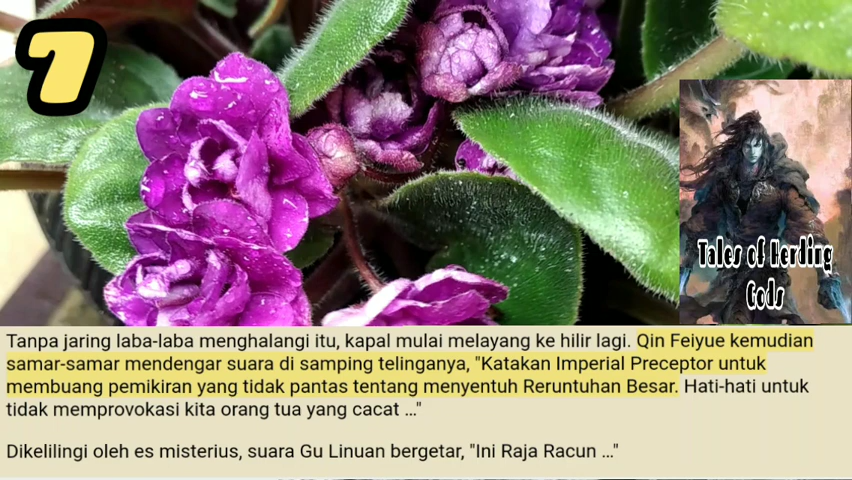 7
Tales of Herding
Gods
Tanpa jaring laba-laba menghalangi itu, kapal mulai melayang ke hilir lagi. Qin Feiyue kemudian
samar-samar mendengar suara di samping telinganya, "Katakan Imperial Preceptor untuk
membuang pemikiran yang tidak pantas tentang menyentuh Reruntuhan Besar. Hati-hati untuk
tidak memprovokasi kita orang tua yang cacat ..."
Dikelilingi oleh es misterius, suara Gu Linuan bergetar, "Ini Raja Racun ..."